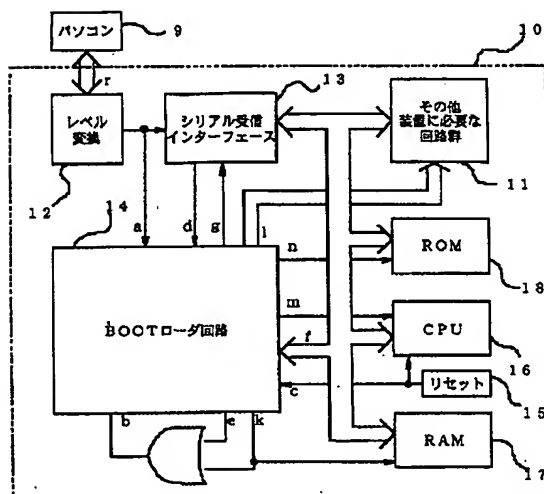 パソコン
9
10
r
13
レベル
変換
シリアル受信
インターフェース
その他
装置に必要な
回路群
12
14
11
a
d
g
l
n
ROM
18
m
BOOTローダ回路
f
CPU
16
c
リセット
15
b
e
k
RAM
17